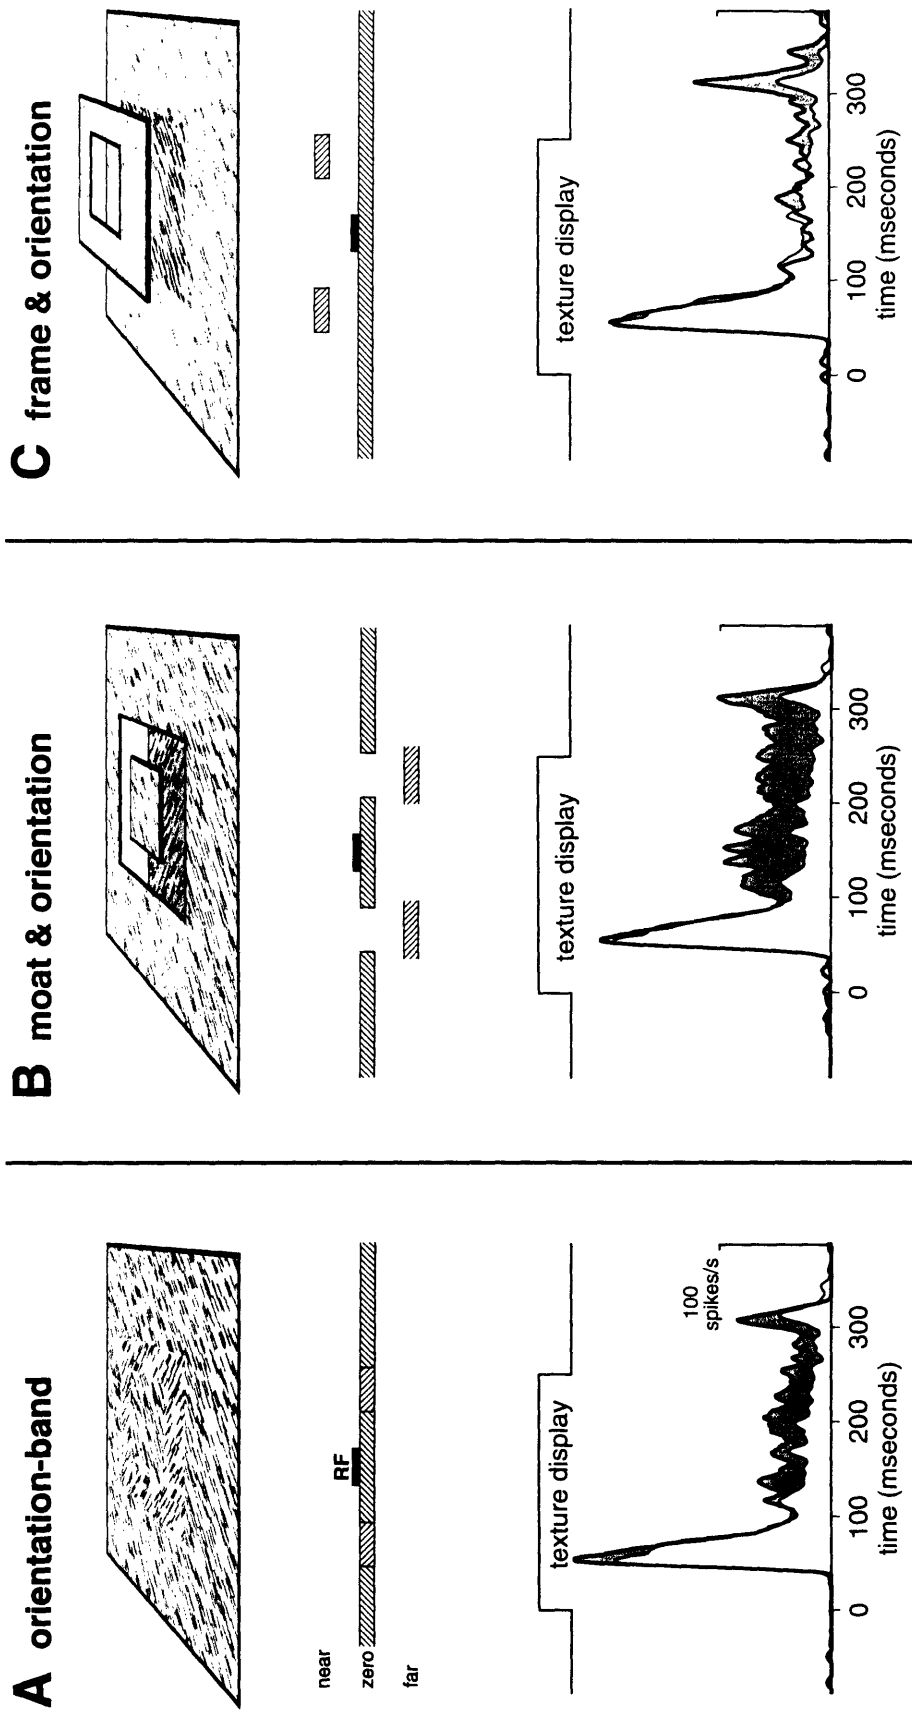 A orientation-band
near
zero
far
RF
texture display
100
spikes/s
0 100 200 300
time (mseconds)
B moat & orientation
texture display
0 100 200 300
time (mseconds)
C frame & orientation
texture display
0 100 200 300
time (mseconds)